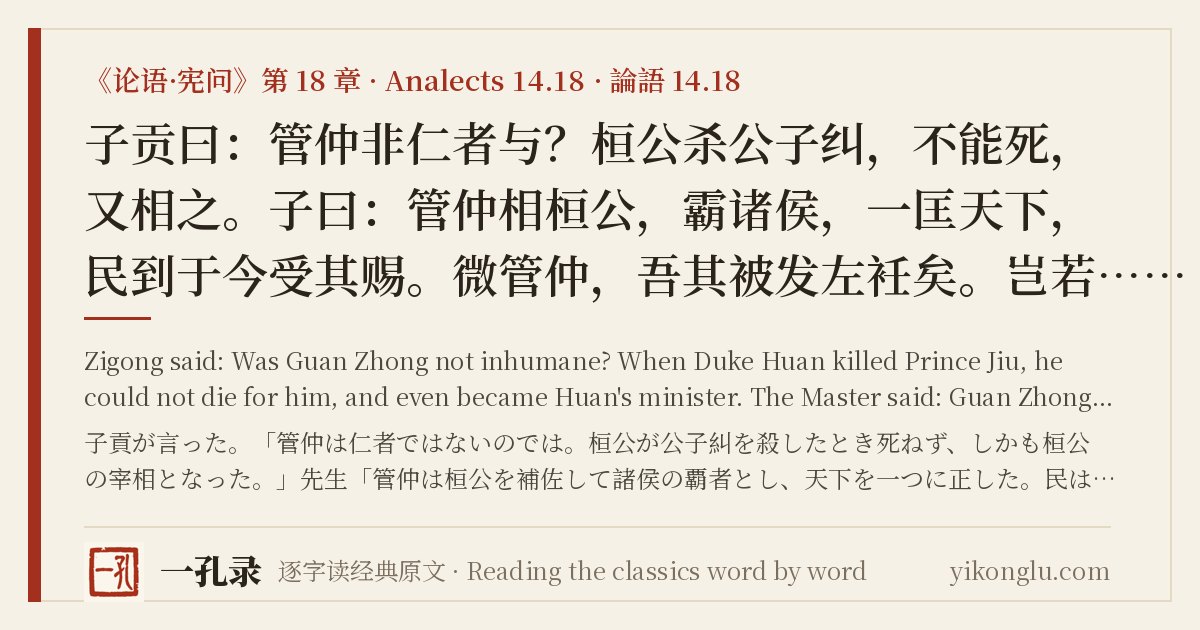 《论语·宪问》第 18 章 · Analects 14.18 · 論語 14.18
子贡曰：管仲非仁者与？桓公杀公子纠，不能死，
又相之。子曰：管仲相桓公，霸诸侯，一匡天下，
民到于今受其赐。微管仲，吾其被发左衽矣。岂若……
Zigong said: Was Guan Zhong not inhumane? When Duke Huan killed Prince Jiu, he
could not die for him, and even became Huan's minister. The Master said: Guan Zhong...
子貢が言った。「管仲は仁者ではないのでは。桓公が公子糾を殺したとき死ねず、しかも桓公
の宰相となった。」先生「管仲は桓公を補佐して諸侯の覇者とし、天下を一つに正した。民は…
一孔
一孔录 逐字读经典原文 · Reading the classics word by word yikonglu.com